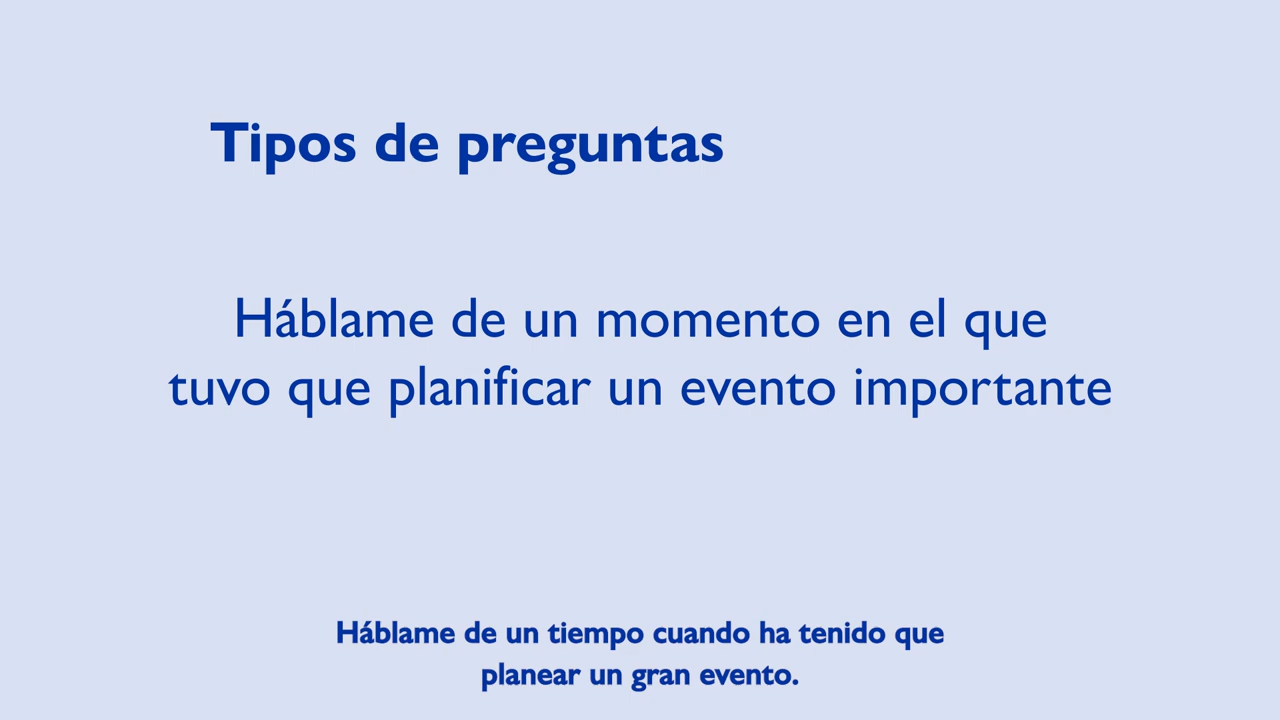 Tipos de preguntas
Háblame de un momento en el que
tuvo que planificar un evento importante
Háblame de un tiempo cuando ha tenido que
planear un gran evento.